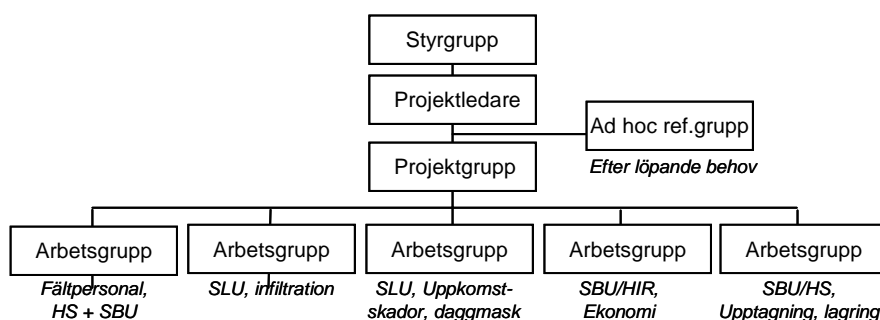 Styrgrupp
Projektledare
Ad hoc ref.grupp
Efter löpande behov
Projektgrupp
Arbetsgrupp
Fältpersonal,
HS + SBU
Arbetsgrupp
SLU, infiltration
Arbetsgrupp
SLU, Uppkomst-
skador, daggmask
Arbetsgrupp
SBU/HIR,
Ekonomi
Arbetsgrupp
SBU/HS,
Upptagning, lagring